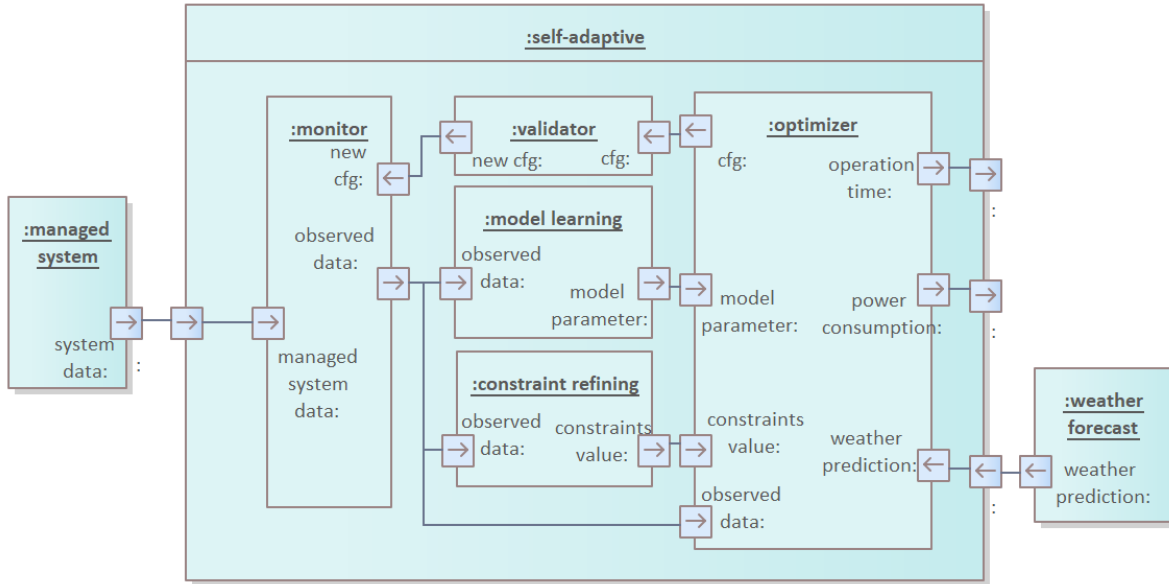 :self-adaptive
:monitor
new
cfg:
observed
data:
managed
system
data:
:validator
new cfg:
cfg:
:model learning
observed
data:
model
parameter:
:constraint refining
observed
data:
constraints
value:
:optimizer
cfg:
operation
time:
model
parameter:
power
consumption:
constraints
value:
weather
prediction:
observed
data:
:managed
system
system
data:
:
:
:
:
:weather
forecast
weather
prediction: